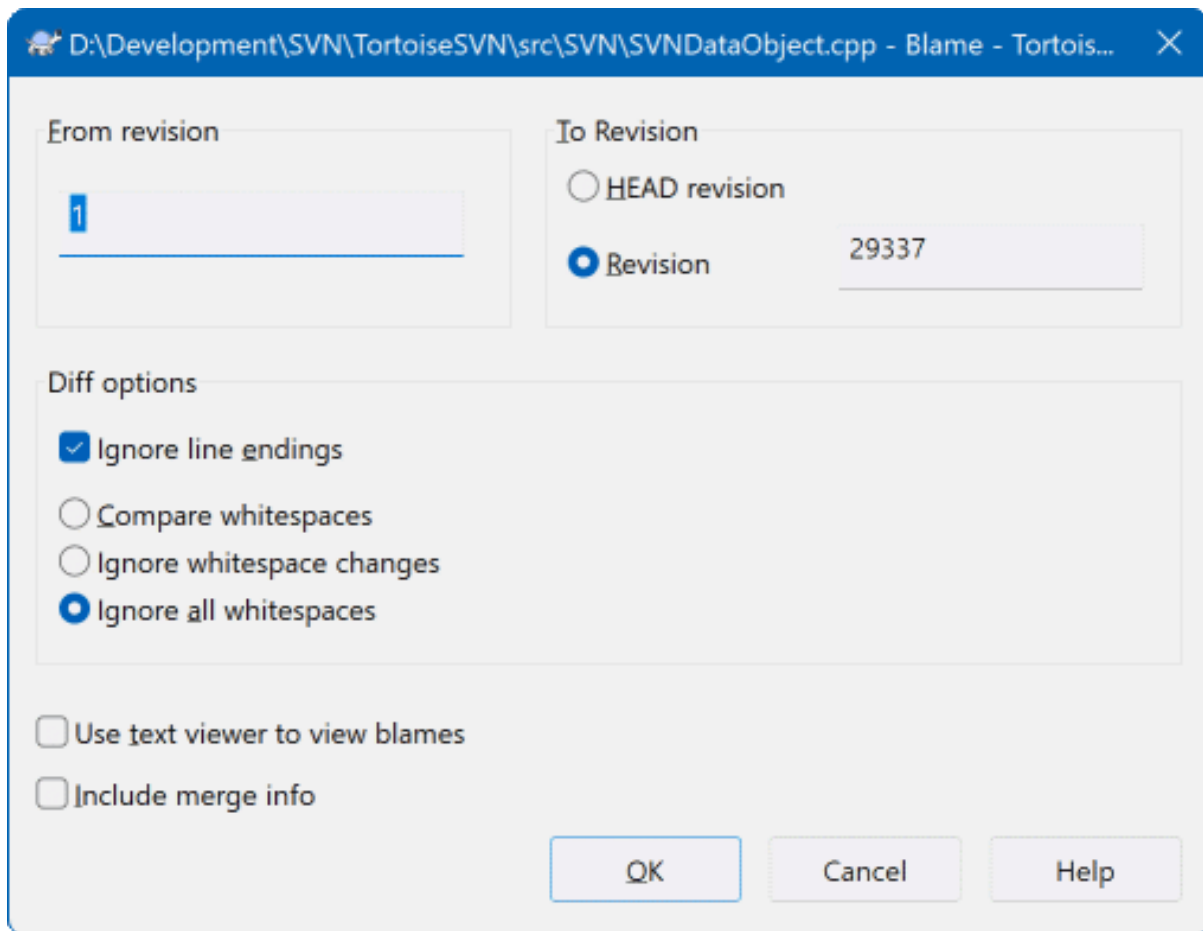 D:\Development\SVN\TortoiseSVN\src\SVN\SVNDataObject.cpp - Blame - Tortois...
From revision
1
To Revision
HEAD revision
Revision
29337
Diff options
Ignore line endings
Compare whitespaces
Ignore whitespace changes
Ignore all whitespaces
Use text viewer to view blames
Include merge info
OK Cancel Help